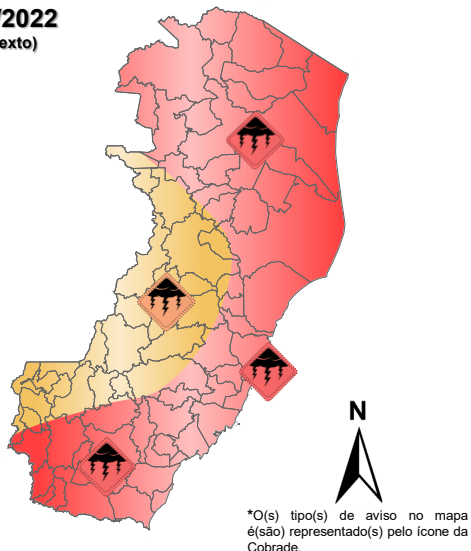 /2022
exto)
N
*O(s) tipo(s) de aviso no mapa
é(são) representado(s) pelo ícone da
Cobrade.